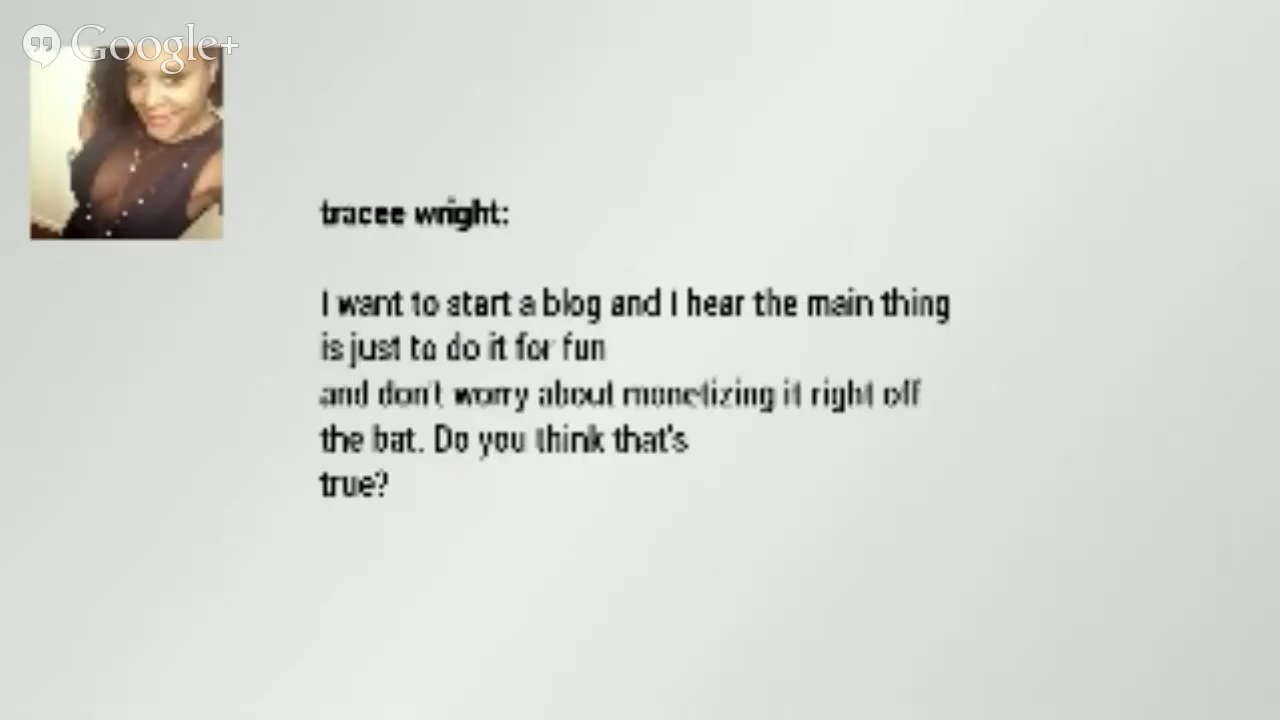 Google+
tracee wright:
I want to start a blog and I hear the main thing
is just to do it for fun
and don't worry about monetizing it right off
the bat. Do you think that's
true?